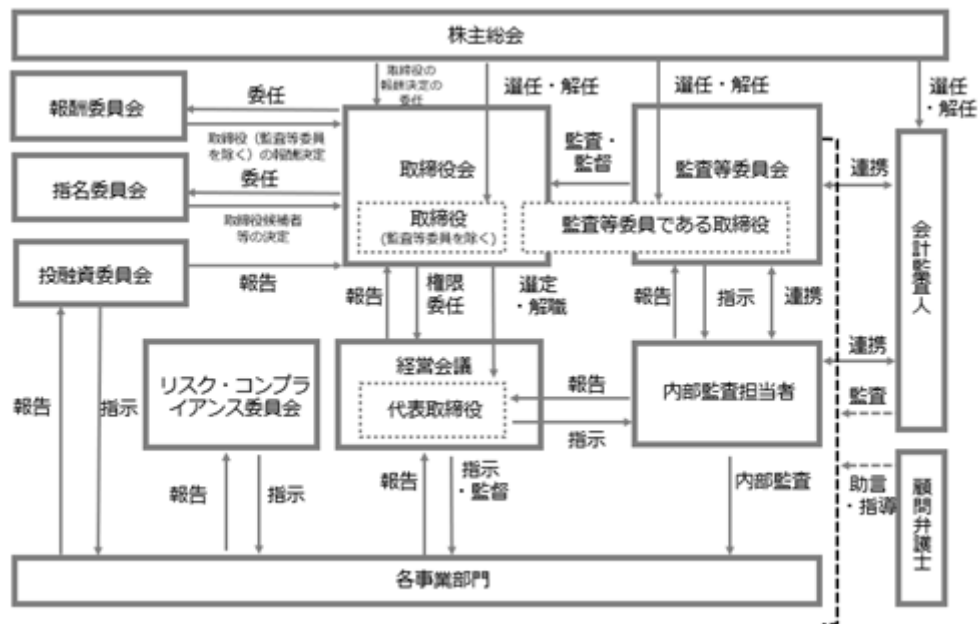 株主総会
報酬委員会
委任
取締役(監査等委員
を除く)の報酬決定
取締役の
報酬決定の
委任
選任・解任
選任・解任
選任
・解任
指名委員会
委任
取締役候補者
等の決定
取締役会
取締役
(監査等委員を除く)
監査・
監督
監査等委員会
監査等委員である取締役
連携
会計監査人
投融資委員会
報告
報告
権限
委任
選定
・解職
報告
指示
連携
連携
監査
リスク・コンプラ
イアンス委員会
経営会議
代表取締役
報告
指示
内部監査担当者
報告
指示
報告
指示
報告
指示
・監督
内部監査
助言
・指導
顧問弁護士
各事業部門